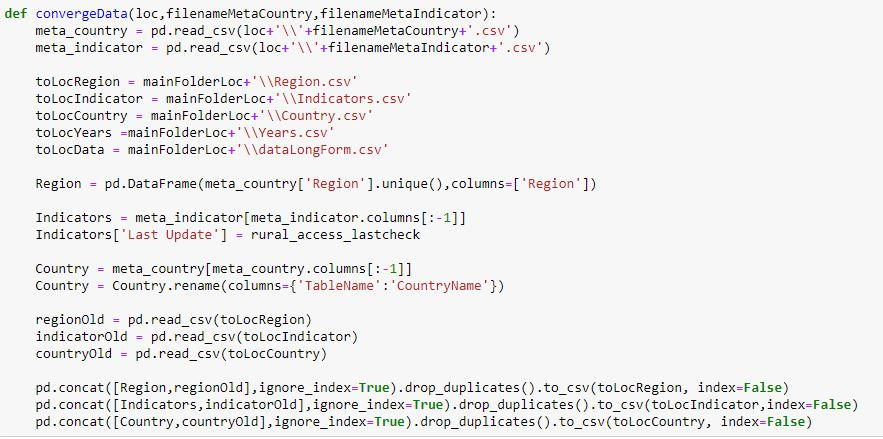 def convergeData(loc,filenameMetaCountry,filenameMetaIndicator):
    meta_country = pd.read_csv(loc+'\\'+filenameMetaCountry+'.csv')
    meta_indicator = pd.read_csv(loc+'\\'+filenameMetaIndicator+'.csv')

    toLocRegion = mainFolderLoc+'\\Region.csv'
    toLocIndicator = mainFolderLoc+'\\Indicators.csv'
    toLocCountry = mainFolderLoc+'\\Country.csv'
    toLocYears =mainFolderLoc+'\\Years.csv'
    toLocData = mainFolderLoc+'\\dataLongForm.csv'

    Region = pd.DataFrame(meta_country['Region'].unique(),columns=['Region'])

    Indicators = meta_indicator[meta_indicator.columns[:-1]]
    Indicators['Last Update'] = rural_access_lastcheck

    Country = meta_country[meta_country.columns[:-1]]
    Country = Country.rename(columns={'TableName':'CountryName'})

    regionOld = pd.read_csv(toLocRegion)
    indicatorOld = pd.read_csv(toLocIndicator)
    countryOld = pd.read_csv(toLocCountry)

    pd.concat([Region,regionOld],ignore_index=True).drop_duplicates().to_csv(toLocRegion, index=False)
    pd.concat([Indicators,indicatorOld],ignore_index=True).drop_duplicates().to_csv(toLocIndicator,index=False)
    pd.concat([Country,countryOld],ignore_index=True).drop_duplicates().to_csv(toLocCountry, index=False)